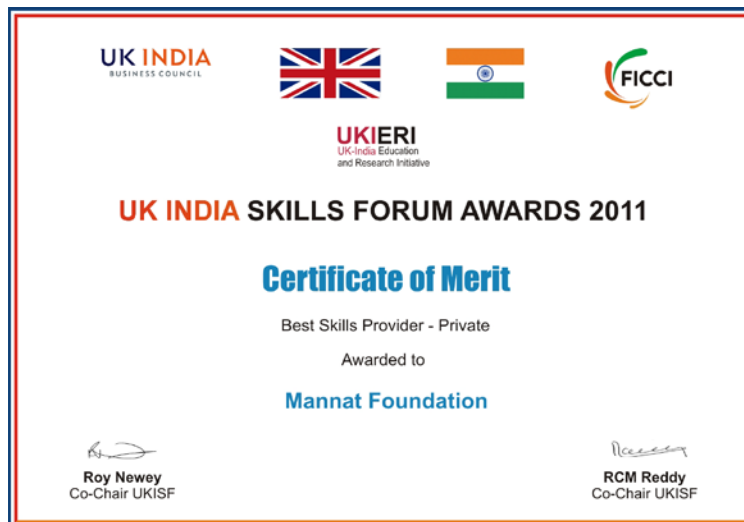 UK INDIA
BUSINESS COUNCIL
FICCI
UKIERI
UK-India Education
and Research Initiative
UK INDIA SKILLS FORUM AWARDS 2011
Certificate of Merit
Best Skills Provider - Private
Awarded to
Mannat Foundation
Roy Newey
Co-Chair UKISF
RCM Reddy
Co-Chair UKISF